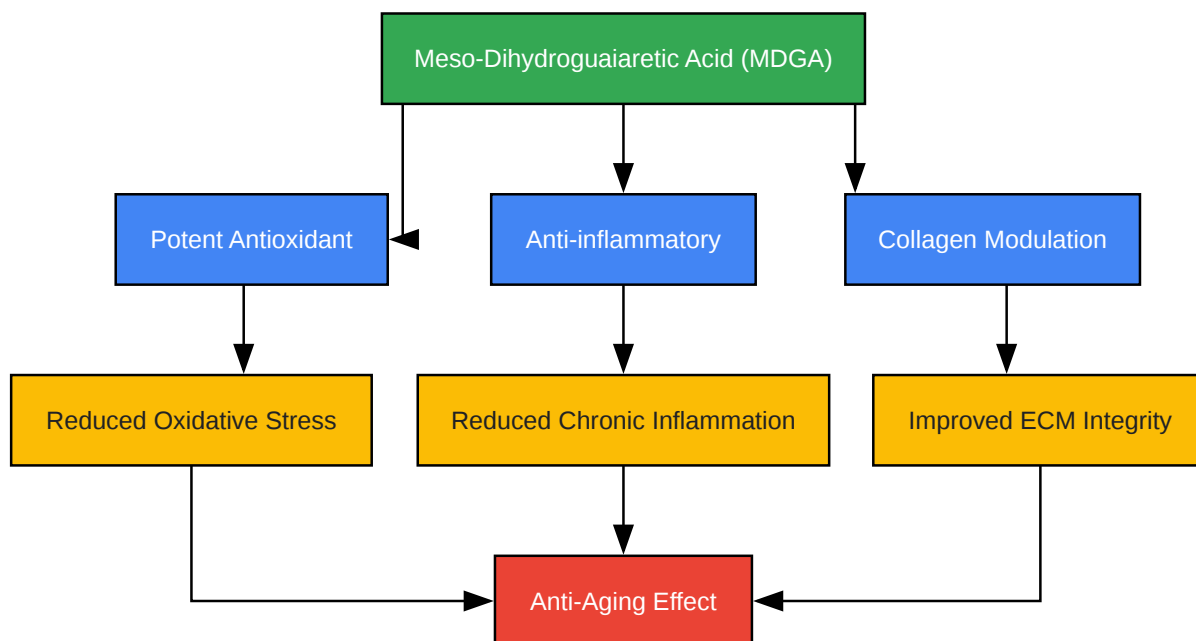 Meso-Dihydroguaiaretic Acid (MDGA)
Potent Antioxidant
Anti-inflammatory
Collagen Modulation
Reduced Oxidative Stress
Reduced Chronic Inflammation
Improved ECM Integrity
Anti-Aging Effect